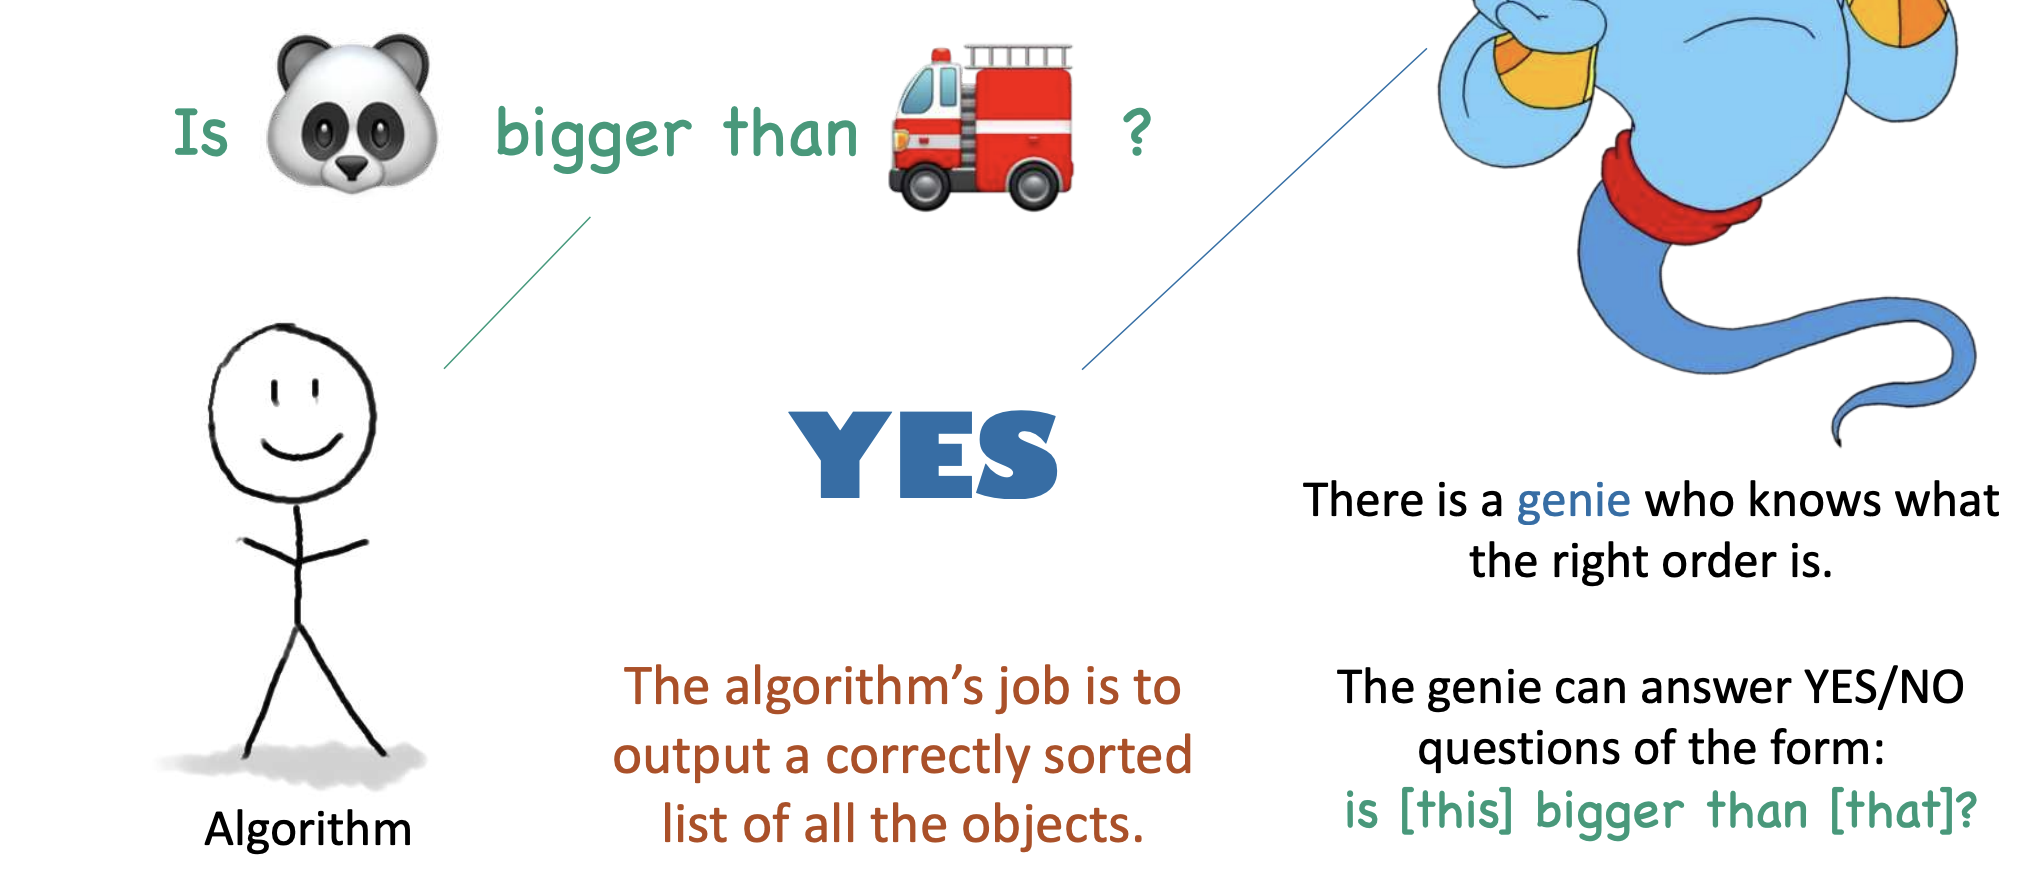 Is bigger than ?
YES
There is a genie who knows what
the right order is.
The algorithm’s job is to
output a correctly sorted
list of all the objects.
The genie can answer YES/NO
questions of the form:
is [this] bigger than [that]?
Algorithm